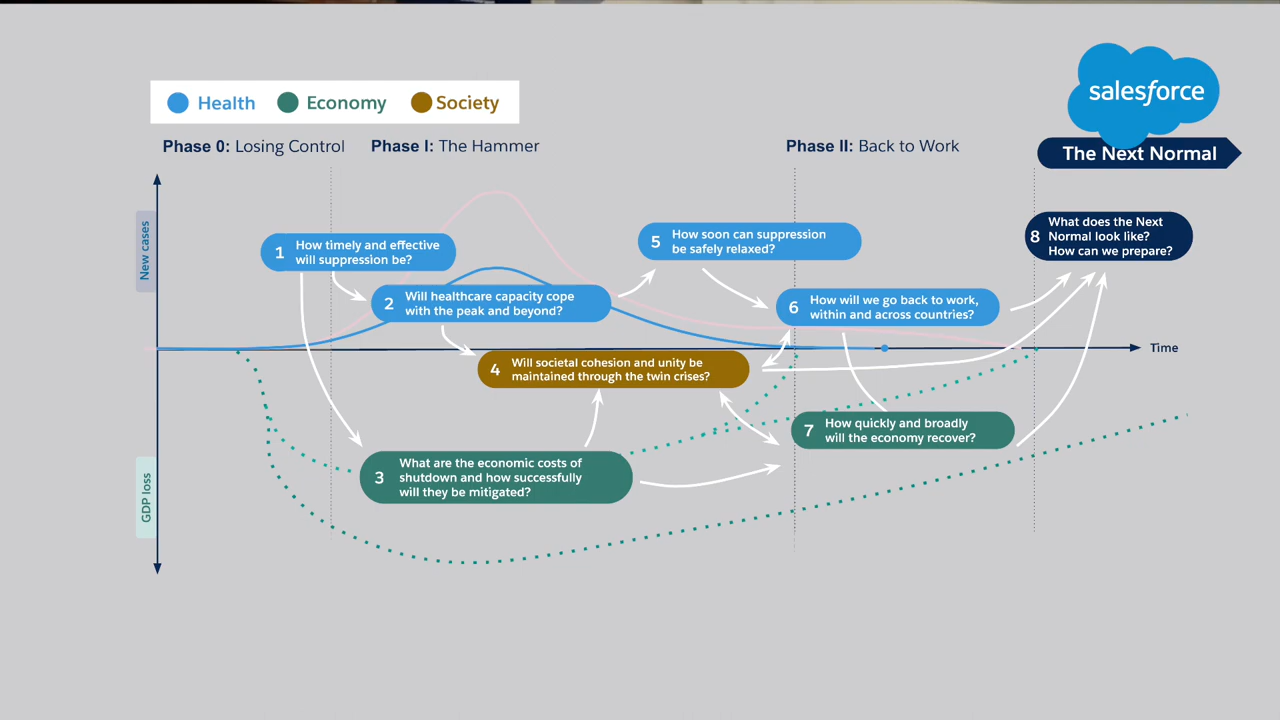 Health
Economy
Society
salesforce
Phase 0: Losing Control
Phase I: The Hammer
Phase II: Back to Work
The Next Normal
New cases
GDP loss
Time
1
How timely and effective
will suppression be?
2
Will healthcare capacity cope
with the peak and beyond?
3
What are the economic costs of
shutdown and how successfully
will they be mitigated?
4
Will societal cohesion and unity be
maintained through the twin crises?
5
How soon can suppression
be safely relaxed?
6
How will we go back to work,
within and across countries?
7
How quickly and broadly
will the economy recover?
8
What does the Next
Normal look like?
How can we prepare?